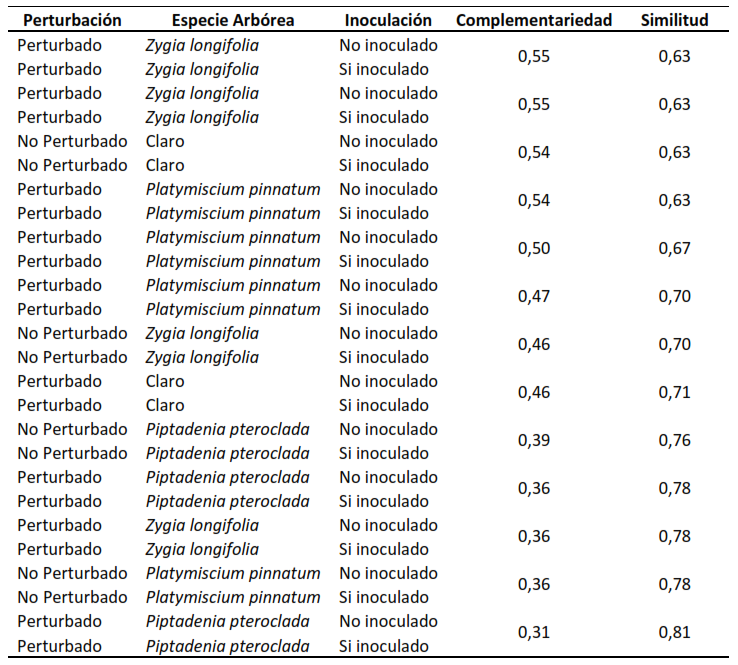 Perturbación Especie Arbórea Inoculación Complementariedad Similitud
Perturbado Zygia longifolia No inoculado
0,55 0,63
Perturbado Zygia longifolia Si inoculado
Perturbado Zygia longifolia No inoculado
0,55 0,63
Perturbado Zygia longifolia Si inoculado
No Perturbado Claro No inoculado
0,54 0,63
No Perturbado Claro Si inoculado
Perturbado Platymiscium pinnatum No inoculado
0,54 0,63
Perturbado Platymiscium pinnatum Si inoculado
Perturbado Platymiscium pinnatum No inoculado
0,50 0,67
Perturbado Platymiscium pinnatum Si inoculado
Perturbado Platymiscium pinnatum No inoculado
0,47 0,70
Perturbado Platymiscium pinnatum Si inoculado
No Perturbado Zygia longifolia No inoculado
0,46 0,70
No Perturbado Zygia longifolia Si inoculado
Perturbado Claro No inoculado
0,46 0,71
Perturbado Claro Si inoculado
No Perturbado Piptadenia pteroclada No inoculado
0,39 0,76
No Perturbado Piptadenia pteroclada Si inoculado
Perturbado Piptadenia pteroclada No inoculado
0,36 0,78
Perturbado Piptadenia pteroclada Si inoculado
Perturbado Zygia longifolia No inoculado
0,36 0,78
Perturbado Zygia longifolia Si inoculado
No Perturbado Platymiscium pinnatum No inoculado
0,36 0,78
No Perturbado Platymiscium pinnatum Si inoculado
Perturbado Piptadenia pteroclada No inoculado
0,31 0,81
Perturbado Piptadenia pteroclada Si inoculado